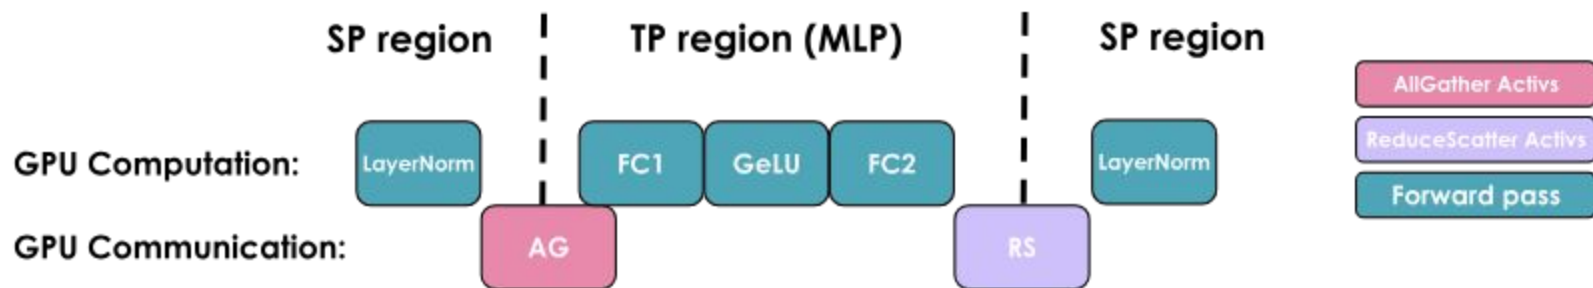 SP region
TP region (MLP)
SP region
AllGather Activs
ReduceScatter Activs
Forward pass
GPU Computation:
LayerNorm
FC1
GeLU
FC2
LayerNorm
GPU Communication:
AG
RS